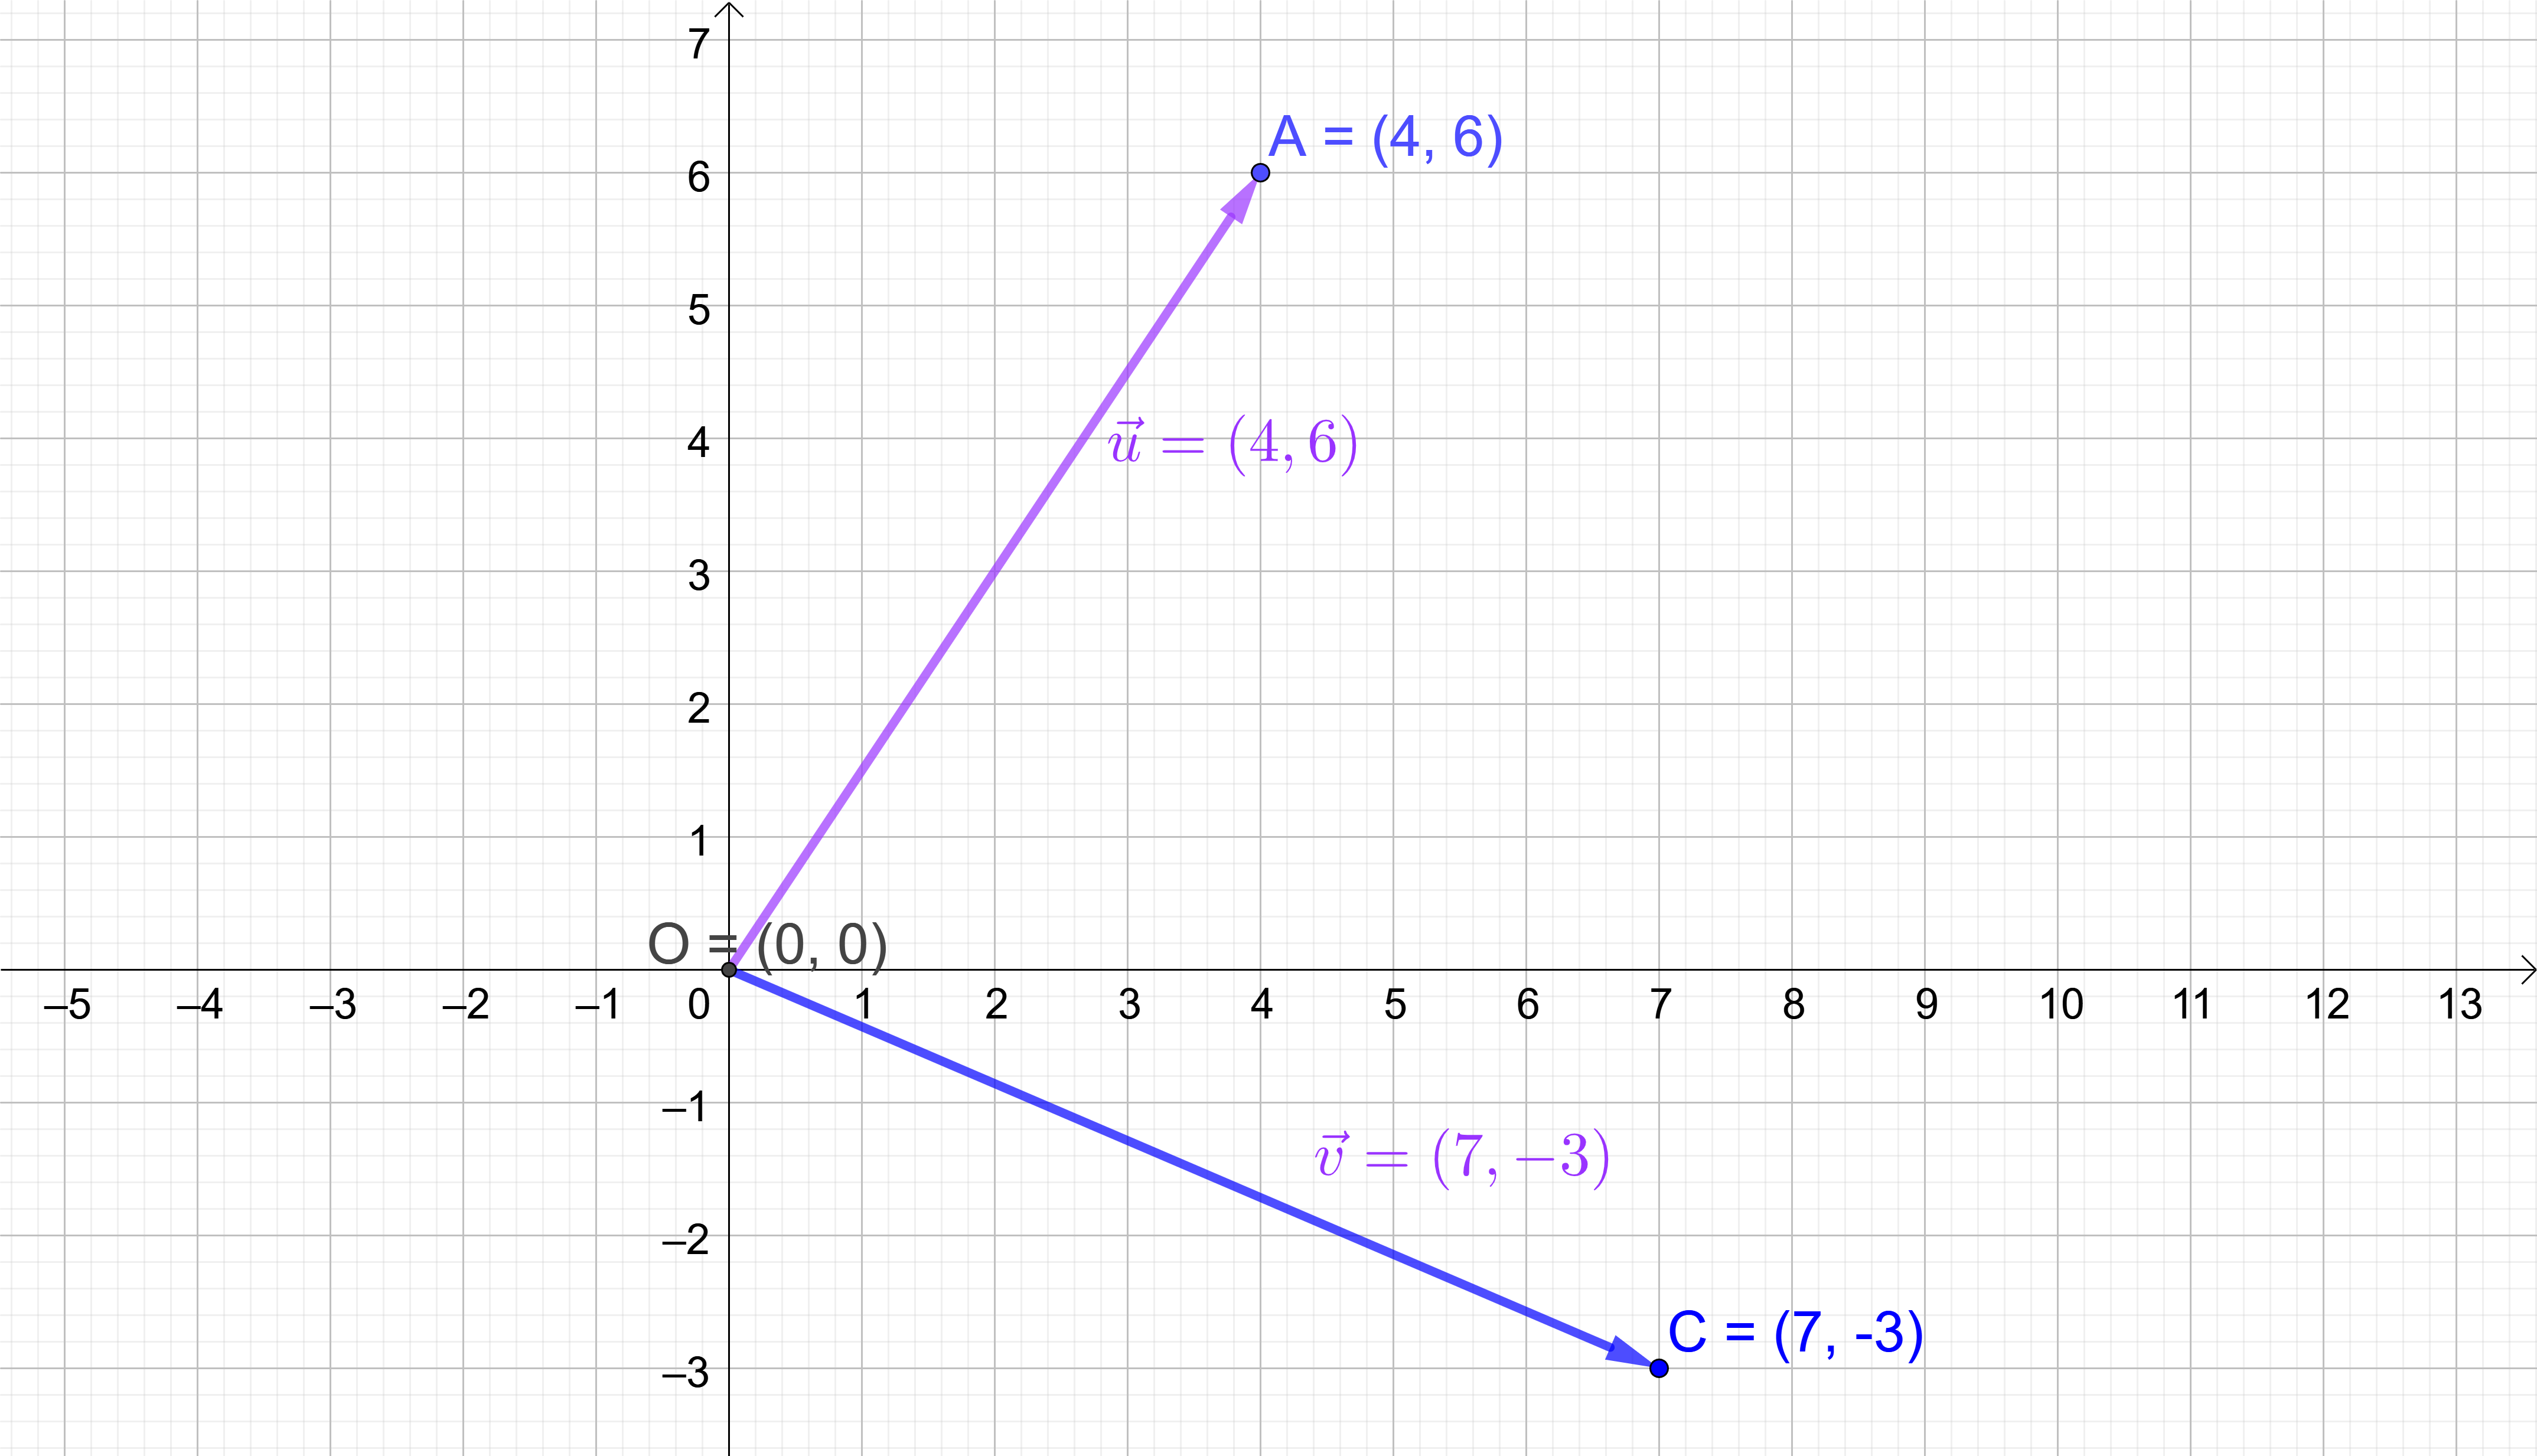 7
A = (4, 6)
6
5
u⃗ = (4, 6)
4
3
2
1
O = (0, 0)
–5 –4 –3 –2 –1 0 1 2 3 4 5 6 7 8 9 10 11 12 13
–1
v⃗ = (7, −3)
–2
C = (7, -3)
–3